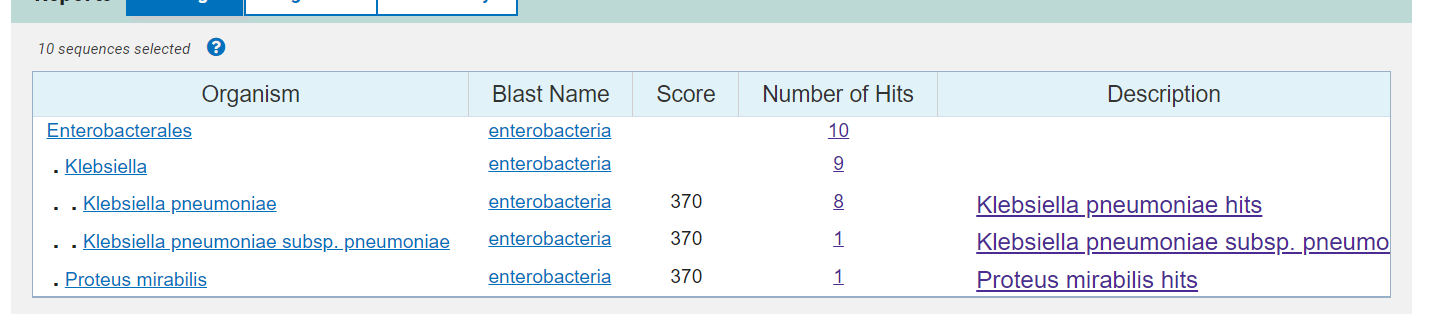 10 sequences selected ?
Organism Blast Name Score Number of Hits Description
Enterobacterales enterobacteria 10
. Klebsiella enterobacteria 9
. . Klebsiella pneumoniae enterobacteria 370 8 Klebsiella pneumoniae hits
. . Klebsiella pneumoniae subsp. pneumoniae enterobacteria 370 1 Klebsiella pneumoniae subsp. pneumo
. Proteus mirabilis enterobacteria 370 1 Proteus mirabilis hits